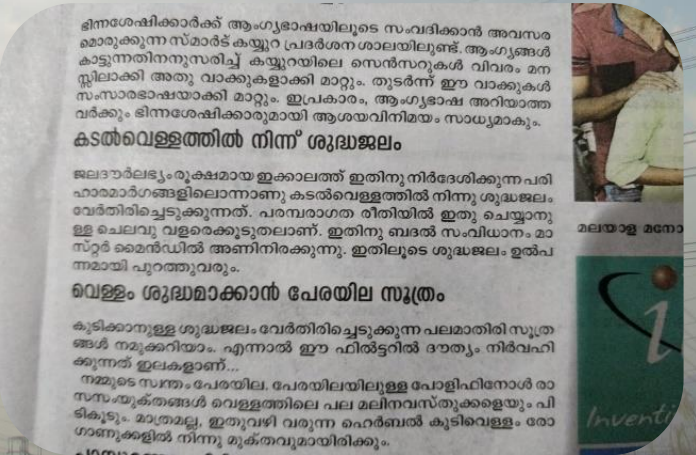 ഭിന്നശേഷിക്കാർക്ക് ആംഗ്യഭാഷയിലൂടെ സംവദിക്കാൻ അവസര
മൊരുക്കുന്ന സ്മാർട് കയ്യുറ പ്രദർശന ശാലയിലുണ്ട്. ആംഗ്യങ്ങൾ
കാട്ടുന്നതിനനുസരിച്ച് കയ്യുറയിലെ സെൻസറുകൾ വിവരം മന
സ്സിലാക്കി അതു വാക്കുകളാക്കി മാറ്റും. തുടർന്ന് ഈ വാക്കുകൾ
സംസാരഭാഷയാക്കി മാറ്റും. ഇപ്രകാരം, ആംഗ്യഭാഷ അറിയാത്ത
വർക്കും ഭിന്നശേഷിക്കാരുമായി ആശയവിനിമയം സാധ്യമാകും.
കടൽവെള്ളത്തിൽ നിന്ന് ശുദ്ധജലം
ജലദൗർലഭ്യം രൂക്ഷമായ ഇക്കാലത്ത് ഇതിനു നിർദേശിക്കുന്ന പരി
ഹാരമാർഗങ്ങളിലൊന്നാണു കടൽവെള്ളത്തിൽ നിന്നു ശുദ്ധജലം
വേർതിരിച്ചെടുക്കുന്നത്. പരമ്പരാഗത രീതിയിൽ ഇതു ചെയ്യാനു
ള്ള ചെലവു വളരെക്കൂടുതലാണ്. ഇതിനു ബദൽ സംവിധാനം മാ
സ്റ്റർ മൈൻഡിൽ അണിനിരക്കുന്നു. ഇതിലൂടെ ശുദ്ധജലം ഉൽപ
ന്നമായി പുറത്തുവരും.
വെള്ളം ശുദ്ധമാക്കാൻ പേരയില സൂത്രം
കുടിക്കാനുള്ള ശുദ്ധജലം വേർതിരിച്ചെടുക്കുന്ന പലമാതിരി സൂത്ര
ങ്ങൾ നമുക്കറിയാം. എന്നാൽ ഈ ഫിൽട്ടറിൽ ദൗത്യം നിർവഹി
ക്കുന്നത് ഇലകളാണ്...
നമ്മുടെ സ്വന്തം പേരയില. പേരയിലയിലുള്ള പോളിഫിനോൾ രാ
സസംയുക്തങ്ങൾ വെള്ളത്തിലെ പല മലിനവസ്തുക്കളെയും പി
ടികൂടും. മാത്രമല്ല, ഇതുവഴി വരുന്ന ഹെർബൽ കുടിവെള്ളം രോ
ഗാണുക്കളിൽ നിന്നു മുക്തവുമായിരിക്കും.
മലയാള മനോ
i
Inventi